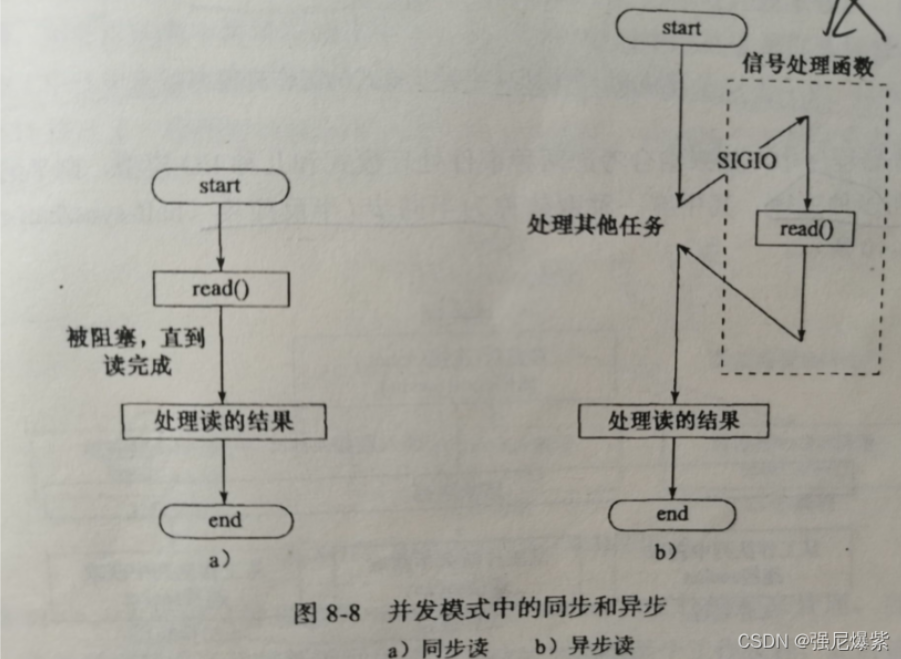 start
read()
被阻塞，直到
读完成
处理读的结果
end
a）
start
信号处理函数
SIGIO
处理其他任务
read()
处理读的结果
end
b）
图 8-8 并发模式中的同步和异步
a）同步读 b）异步读
CSDN @强尼爆紫